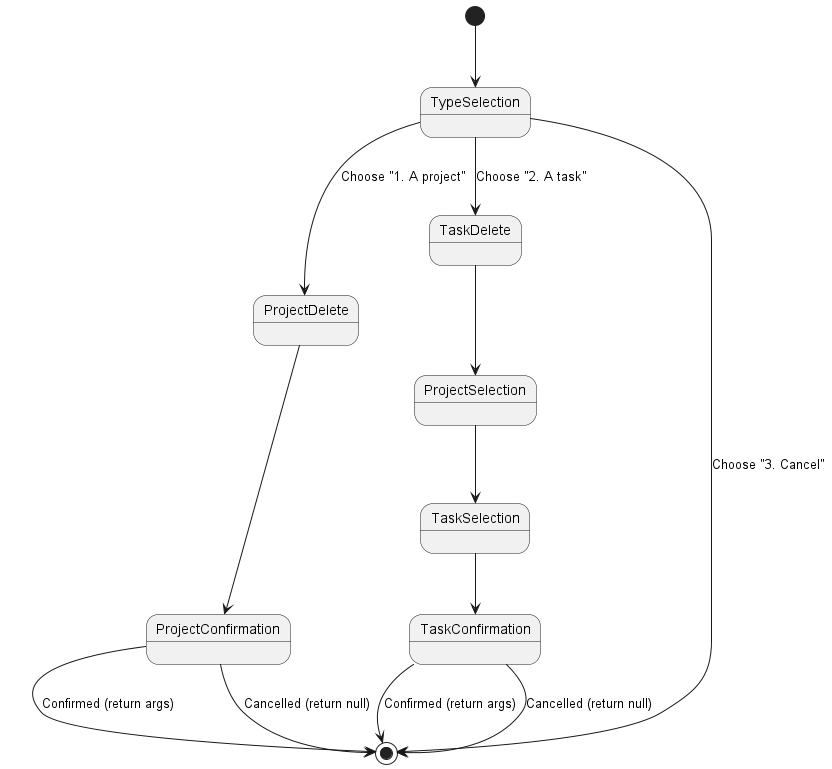 TypeSelection
Choose "1. A project"
Choose "2. A task"
TaskDelete
ProjectDelete
ProjectSelection
Choose "3. Cancel"
TaskSelection
ProjectConfirmation
TaskConfirmation
Confirmed (return args)
Cancelled (return null)
Confirmed (return args)
Cancelled (return null)